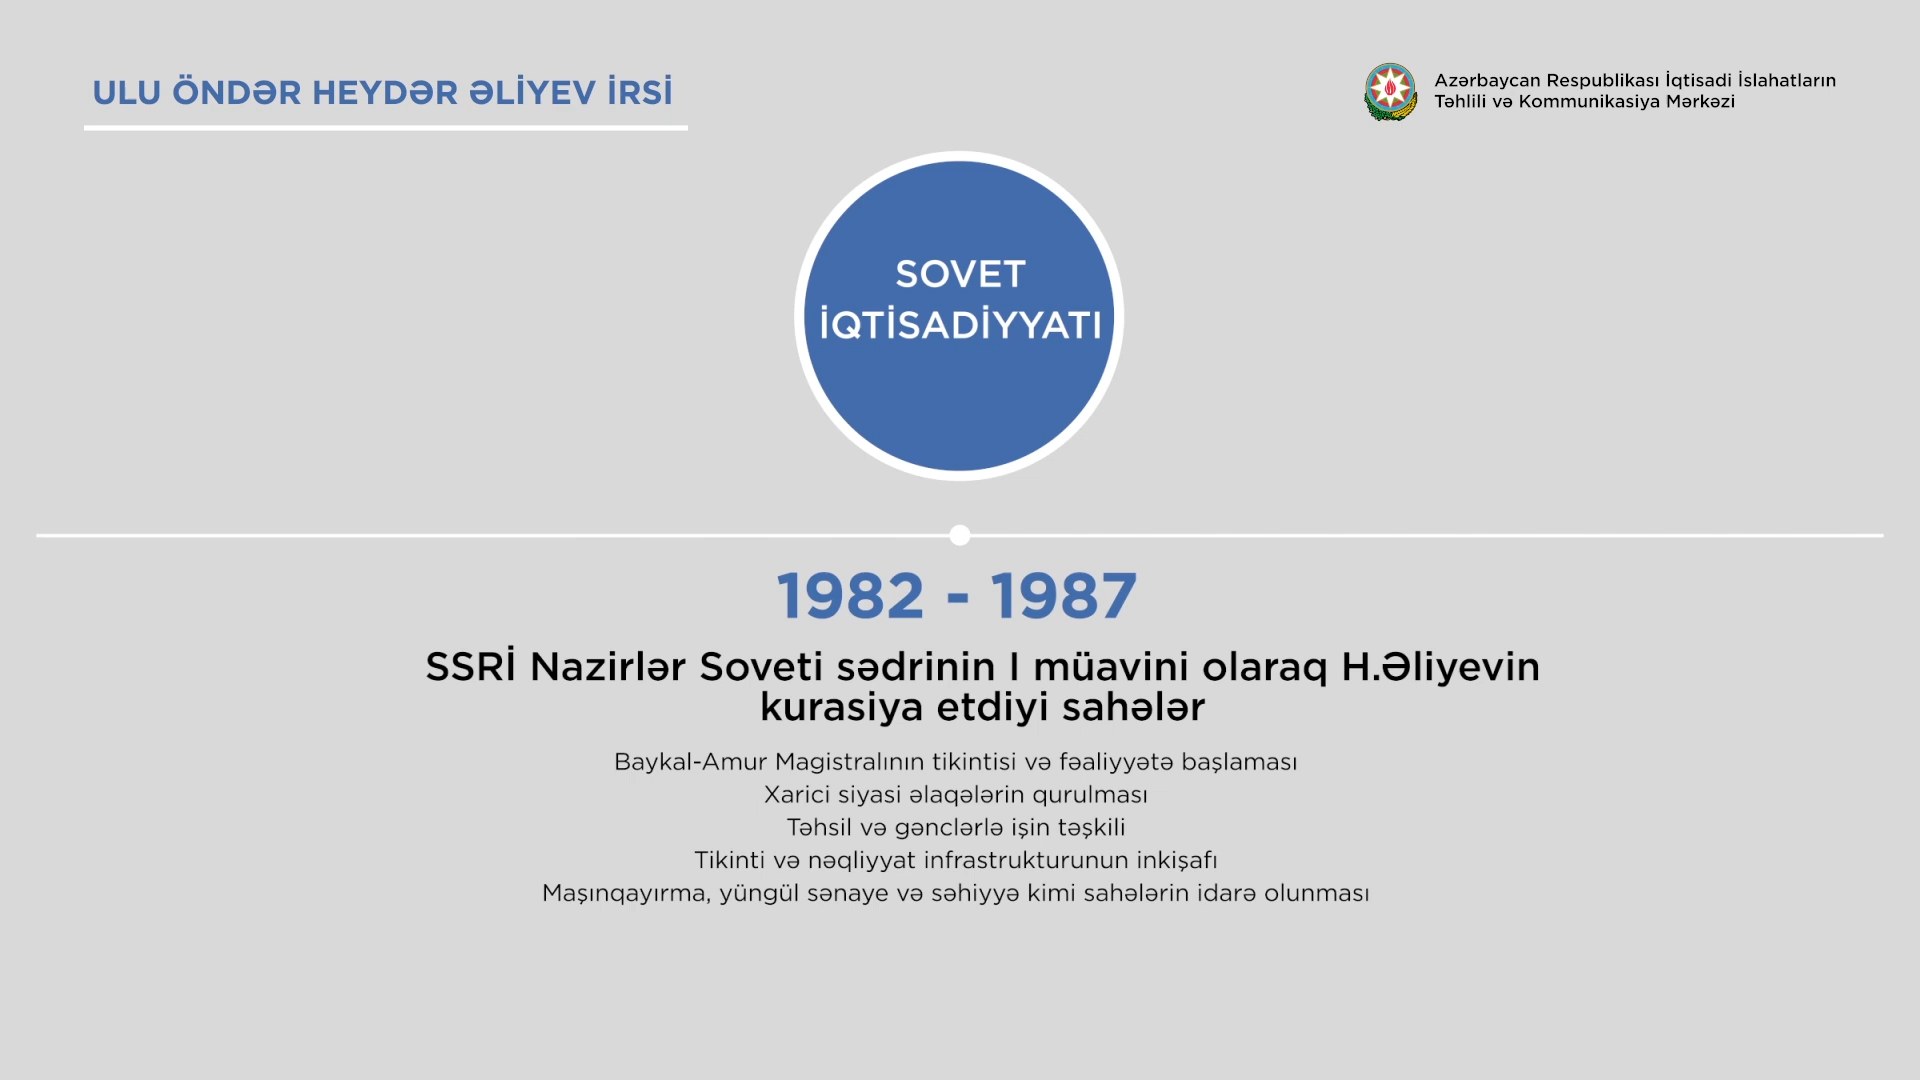 ULU ÖNDƏR HEYDƏR ƏLİYEV İRSİ
Azərbaycan Respublikası İqtisadi İslahatların
Təhlili və Kommunikasiya Mərkəzi
SOVET
İQTİSADİYYATI
1982 - 1987
SSRİ Nazirlər Soveti sədrinin I müavini olaraq H.Əliyevin
kurasiya etdiyi sahələr
Baykal-Amur Magistralının tikintisi və fəaliyyətə başlaması
Xarici siyasi əlaqələrin qurulması
Təhsil və gənclərlə işin təşkili
Tikinti və nəqliyyat infrastrukturunun inkişafı
Maşınqayırma, yüngül sənaye və səhiyyə kimi sahələrin idarə olunması